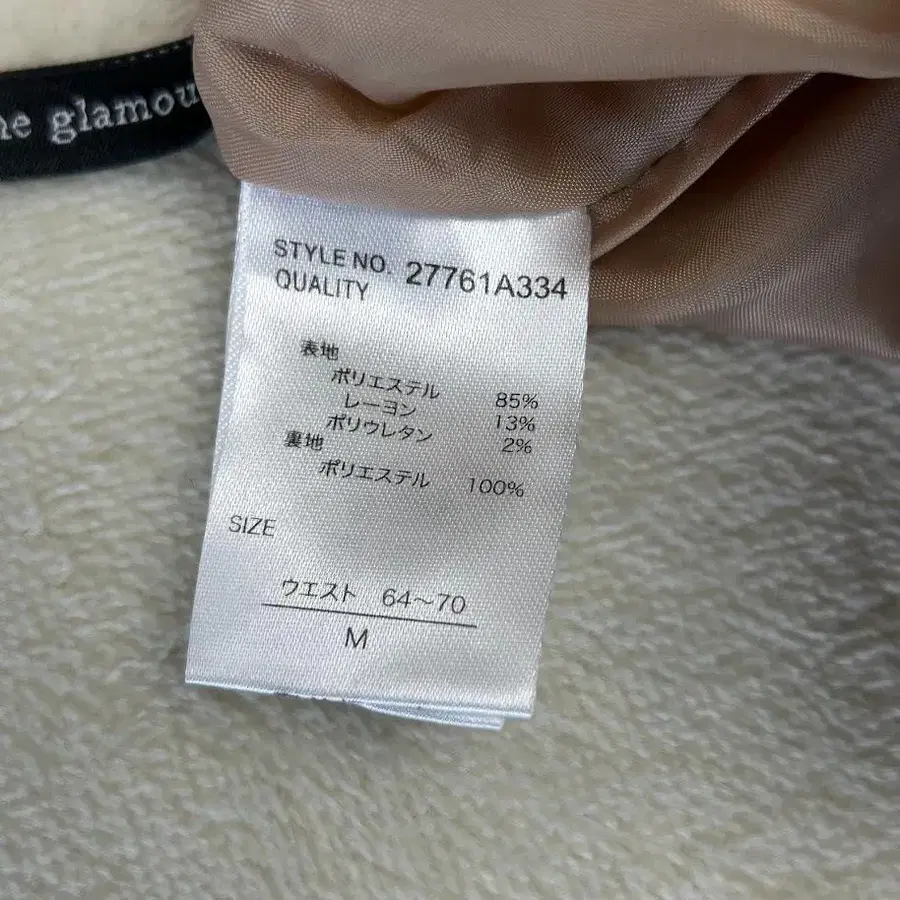 he glamou
STYLE NO. 27761A334
QUALITY
表地
ポリエステル 85%
レーヨン 13%
ポリウレタン 2%
裏地
ポリエステル 100%
SIZE
ウエスト 64～70
M